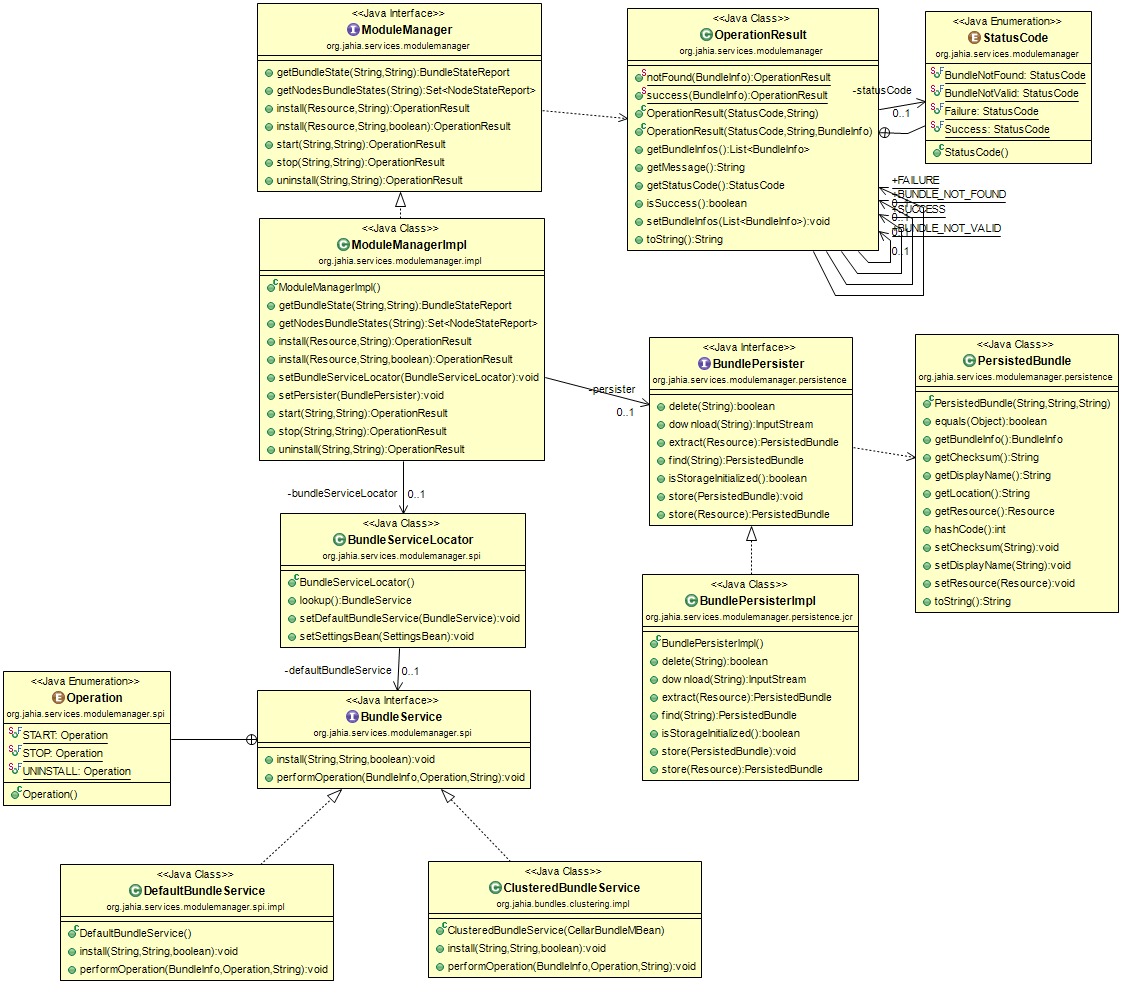 <<Java Interface>>
ModuleManager
org.jahia.services.modulemanager
getBundleState(String,String):BundleStateReport
getNodesBundleStates(String):Set<NodeStateReport>
install(Resource,String):OperationResult
install(Resource,String,boolean):OperationResult
start(String,String):OperationResult
stop(String,String):OperationResult
uninstall(String,String):OperationResult
<<Java Class>>
OperationResult
org.jahia.services.modulemanager
notFound(BundleInfo):OperationResult
success(BundleInfo):OperationResult
OperationResult(StatusCode,String)
OperationResult(StatusCode,String,BundleInfo)
getBundleInfos():List<BundleInfo>
getMessage():String
getStatusCode():StatusCode
isSuccess():boolean
setBundleInfos(List<BundleInfo>):void
toString():String
-statusCode
0..1
<<Java Enumeration>>
StatusCode
org.jahia.services.modulemanager
BundleNotFound: StatusCode
BundleNotValid: StatusCode
Failure: StatusCode
Success: StatusCode
StatusCode()
+FAILURE
+BUNDLE_NOT_FOUND
+SUCCESS
+BUNDLE_NOT_VALID
0..1
<<Java Class>>
ModuleManagerImpl
org.jahia.services.modulemanager.impl
ModuleManagerImpl()
getBundleState(String,String):BundleStateReport
getNodesBundleStates(String):Set<NodeStateReport>
install(Resource,String):OperationResult
install(Resource,String,boolean):OperationResult
setBundleServiceLocator(BundleServiceLocator):void
setPersister(BundlePersister):void
start(String,String):OperationResult
stop(String,String):OperationResult
uninstall(String,String):OperationResult
-persister
0..1
<<Java Interface>>
BundlePersister
org.jahia.services.modulemanager.persistence
delete(String):boolean
dow nload(String):InputStream
extract(Resource):PersistedBundle
find(String):PersistedBundle
isStorageInitialized():boolean
store(PersistedBundle):void
store(Resource):PersistedBundle
<<Java Class>>
PersistedBundle
org.jahia.services.modulemanager.persistence
PersistedBundle(String,String,String)
equals(Object):boolean
getBundleInfo():BundleInfo
getChecksum():String
getDisplayName():String
getLocation():String
getResource():Resource
hashCode():int
setChecksum(String):void
setDisplayName(String):void
setResource(Resource):void
toString():String
-bundleServiceLocator
0..1
<<Java Class>>
BundleServiceLocator
org.jahia.services.modulemanager.spi
BundleServiceLocator()
lookup():BundleService
setDefaultBundleService(BundleService):void
setSettingsBean(SettingsBean):void
<<Java Class>>
BundlePersisterImpl
org.jahia.services.modulemanager.persistence.jcr
BundlePersisterImpl()
delete(String):boolean
dow nload(String):InputStream
extract(Resource):PersistedBundle
find(String):PersistedBundle
isStorageInitialized():boolean
store(PersistedBundle):void
store(Resource):PersistedBundle
-defaultBundleService
0..1
<<Java Enumeration>>
Operation
org.jahia.services.modulemanager.spi
START: Operation
STOP: Operation
UNINSTALL: Operation
Operation()
<<Java Interface>>
BundleService
org.jahia.services.modulemanager.spi
install(String,String,boolean):void
performOperation(BundleInfo,Operation,String):void
<<Java Class>>
DefaultBundleService
org.jahia.services.modulemanager.spi.impl
DefaultBundleService()
install(String,String,boolean):void
performOperation(BundleInfo,Operation,String):void
<<Java Class>>
ClusteredBundleService
org.jahia.bundles.clustering.impl
ClusteredBundleService(CellarBundleMBean)
install(String,String,boolean):void
performOperation(BundleInfo,Operation,String):void